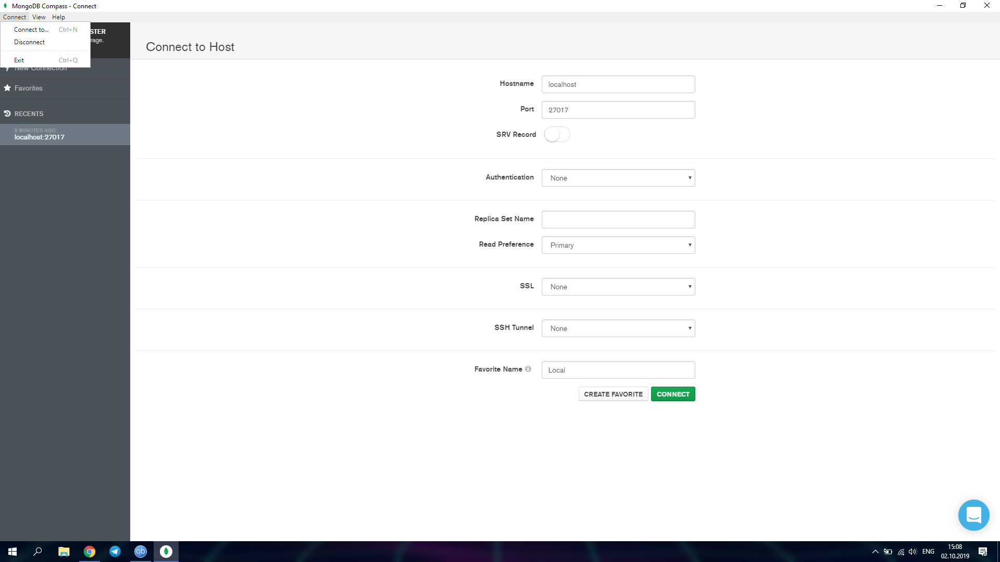 MongoDB Compass - Connect
Connect View Help
Connect to... Ctrl+N
Disconnect
Exit Ctrl+Q
STER
rage.
New Connection
Favorites
RECENTS
8 MINUTES AGO
localhost:27017
Connect to Host
Hostname localhost
Port 27017
SRV Record
Authentication None
Replica Set Name
Read Preference Primary
SSL None
SSH Tunnel None
Favorite Name Local
CREATE FAVORITE CONNECT
qb
ENG
15:08
02.10.2019